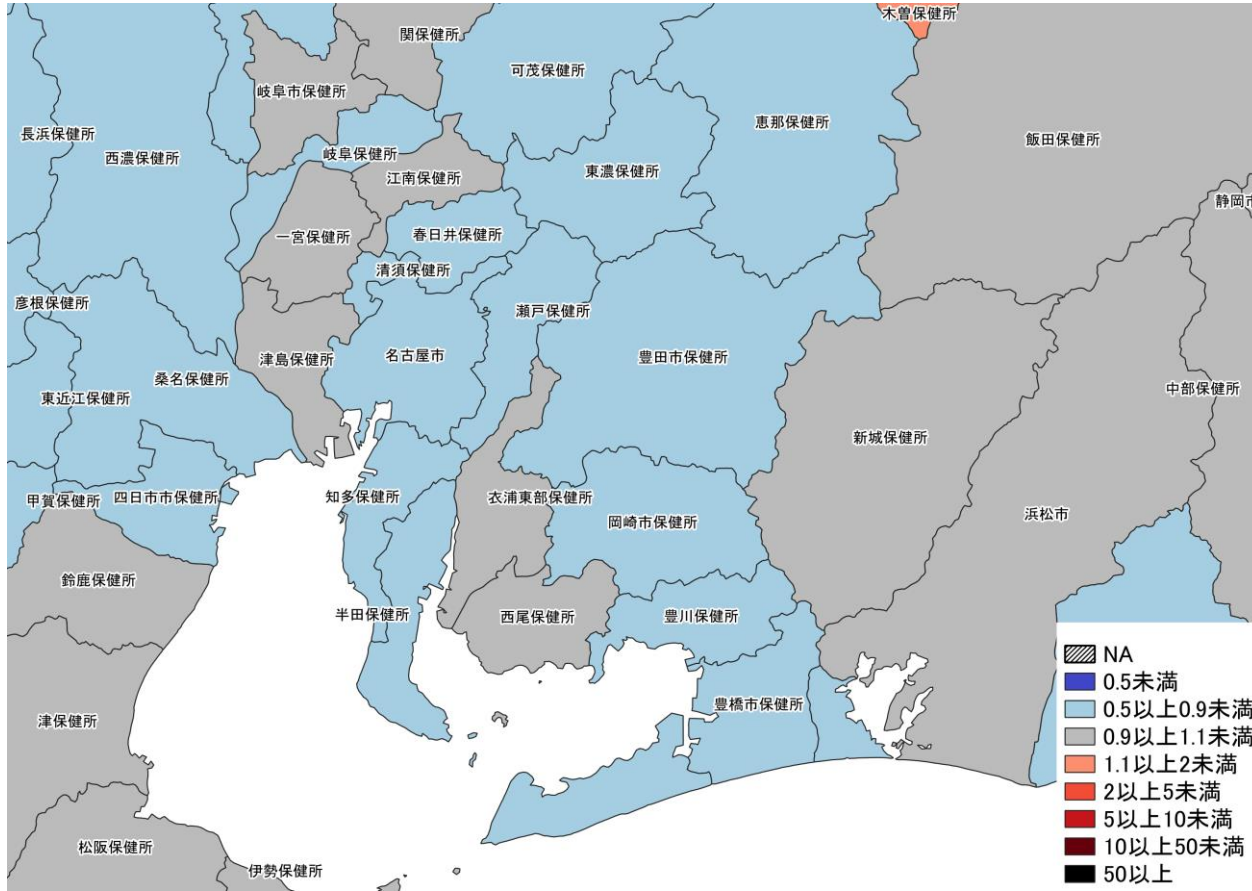 木曽保健所
関保健所
可茂保健所
岐阜市保健所
恵那保健所
長浜保健所
飯田保健所
西濃保健所
岐阜保健所
東濃保健所
江南保健所
静岡市
一宮保健所
春日井保健所
清須保健所
彦根保健所
瀬戸保健所
名古屋市
津島保健所
豊田市保健所
桑名保健所
中部保健所
東近江保健所
新城保健所
甲賀保健所
四日市市保健所
知多保健所
衣浦東部保健所
岡崎市保健所
浜松市
鈴鹿保健所
半田保健所
西尾保健所
豊川保健所
豊橋市保健所
津保健所
松阪保健所
伊勢保健所
NA
0.5未満
0.5以上0.9未満
0.9以上1.1未満
1.1以上2未満
2以上5未満
5以上10未満
10以上50未満
50以上